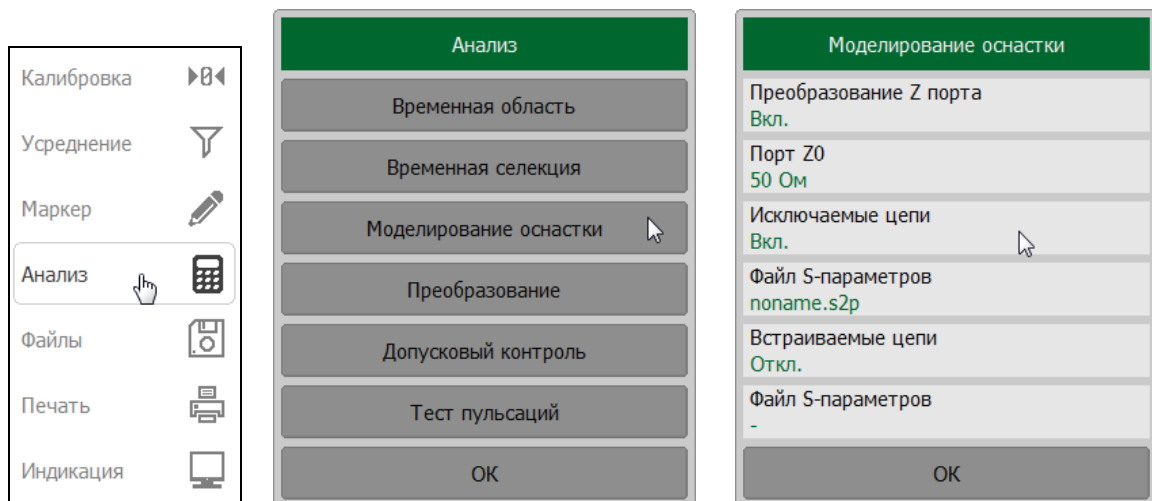 Калибровка
Усреднение
Маркер
Анализ
Файлы
Печать
Индикация
Анализ
Временная область
Временная селекция
Моделирование оснастки
Преобразование
Допусковый контроль
Тест пульсаций
ОК
Моделирование оснастки
Преобразование Z порта
Вкл.
Порт Z0
50 Ом
Исключаемые цепи
Вкл.
Файл S-параметров
noname.s2p
Встраиваемые цепи
Откл.
Файл S-параметров
-
ОК